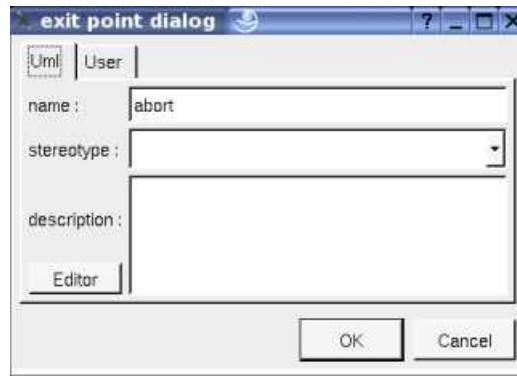 exit point dialog
Uml User
name : abort
stereotype :
description :
Editor
OK Cancel